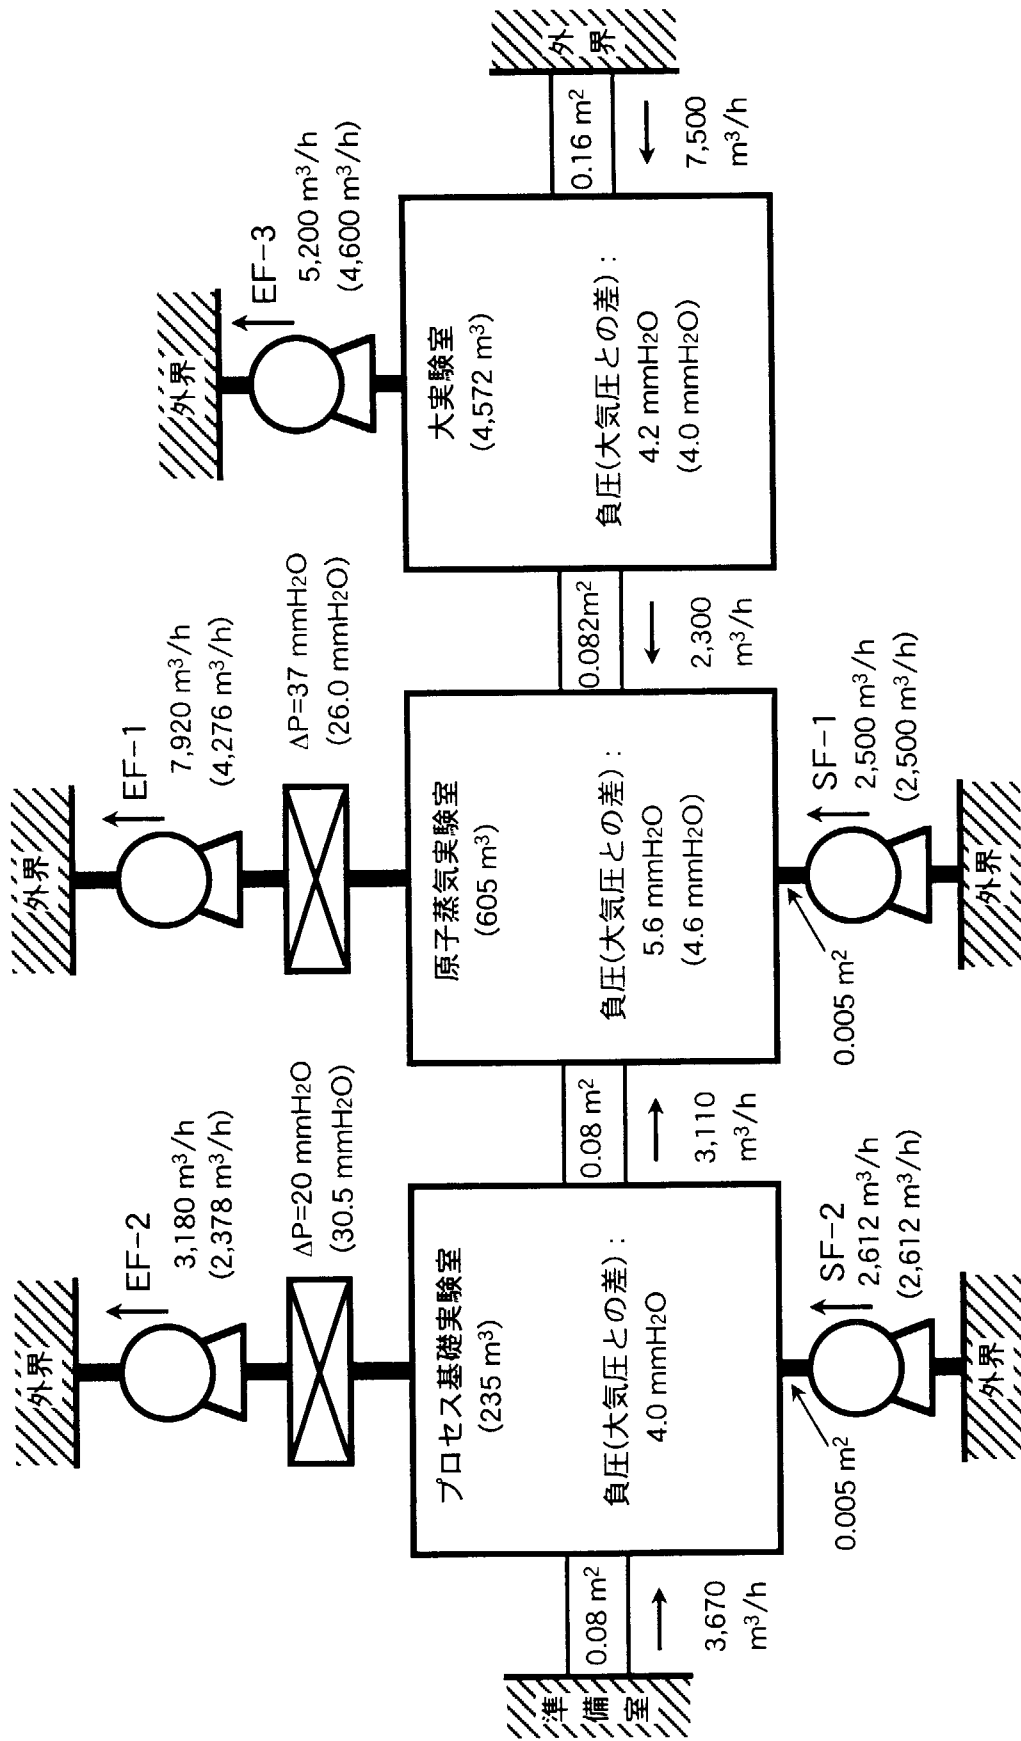 外界
EF-2
3,180 m³/h
(2,378 m³/h)
ΔP=20 mmH2O
(30.5 mmH2O)
外界
EF-1
7,920 m³/h
(4,276 m³/h)
ΔP=37 mmH2O
(26.0 mmH2O)
外界
EF-3
5,200 m³/h
(4,600 m³/h)
準備室
0.08 m²
3,670
m³/h
プロセス基礎実験室
(235 m³)
負圧(大気圧との差) :
4.0 mmH2O
0.08 m²
3,110
m³/h
原子蒸気実験室
(605 m³)
負圧(大気圧との差) :
5.6 mmH2O
(4.6 mmH2O)
0.082m²
2,300
m³/h
大実験室
(4,572 m³)
負圧(大気圧との差) :
4.2 mmH2O
(4.0 mmH2O)
0.16 m²
7,500
m³/h
外界
0.005 m²
SF-2
2,612 m³/h
(2,612 m³/h)
外界
0.005 m²
SF-1
2,500 m³/h
(2,500 m³/h)
外界